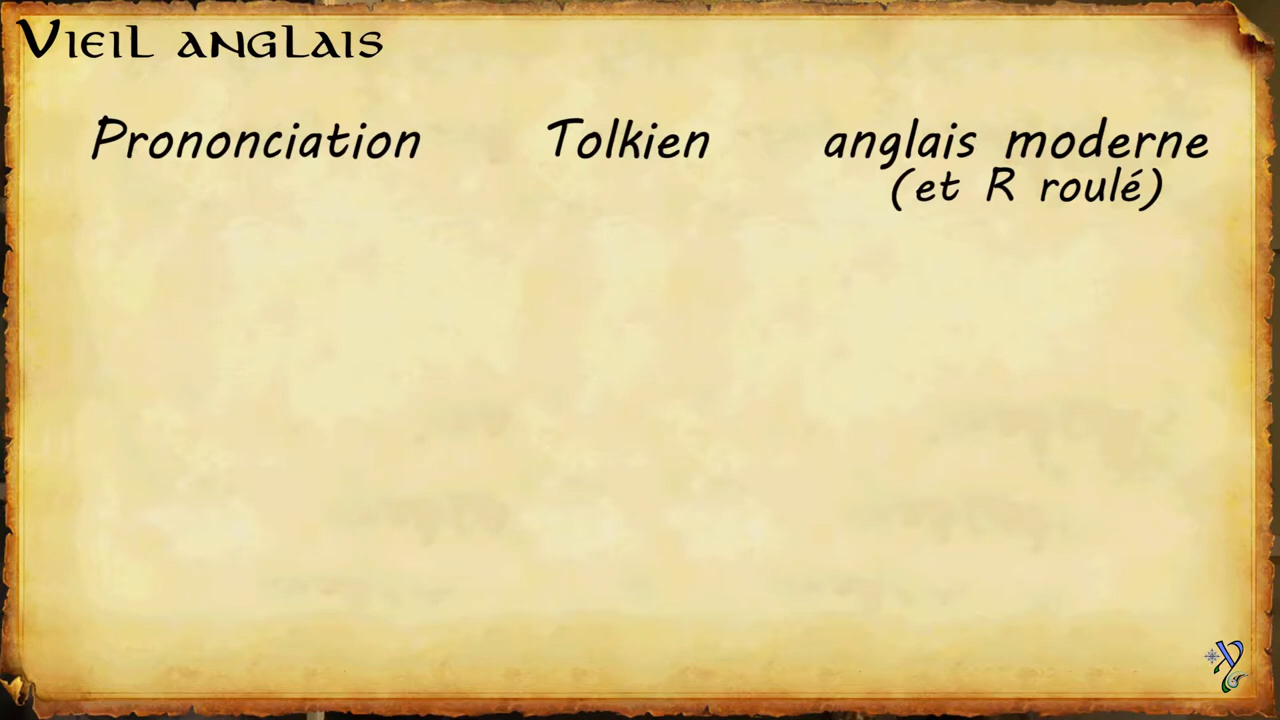 Vieil anglais
Prononciation Tolkien anglais moderne
(et R roulé)